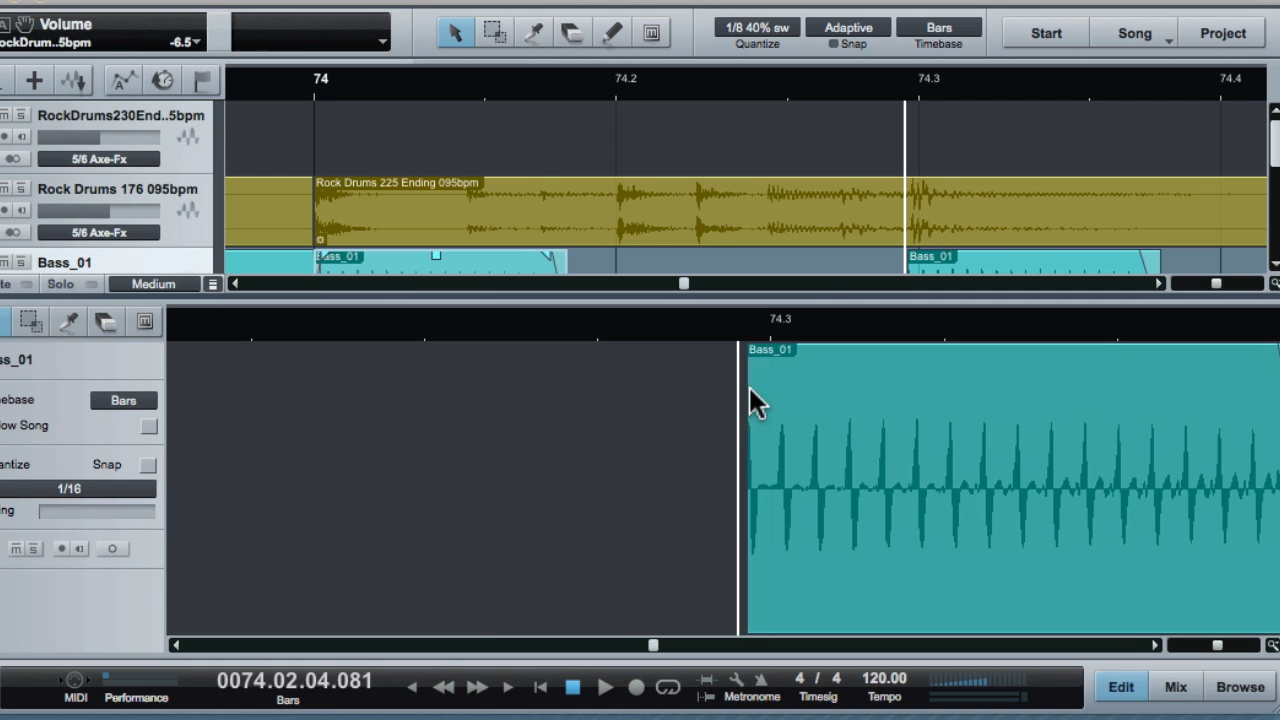 A Volume
ockDrum..5bpm -6.5
1/8 40% sw Adaptive Bars
Quantize Snap Timebase
Start Song Project
74 74.2 74.3 74.4
m s RockDrums230End..5bpm
5/6 Axe-Fx
Rock Drums 225 Ending 095bpm
m s Rock Drums 176 095bpm
5/6 Axe-Fx
m s Bass_01
Bass_01 Bass_01
te Solo Medium
74.3
ss_01
Bass_01
ebase Bars
ow Song
antize Snap
1/16
ng
m s
0074.02.04.081 4 / 4 120.00
MIDI Performance Bars Metronome Timesig Tempo
Edit Mix Browse